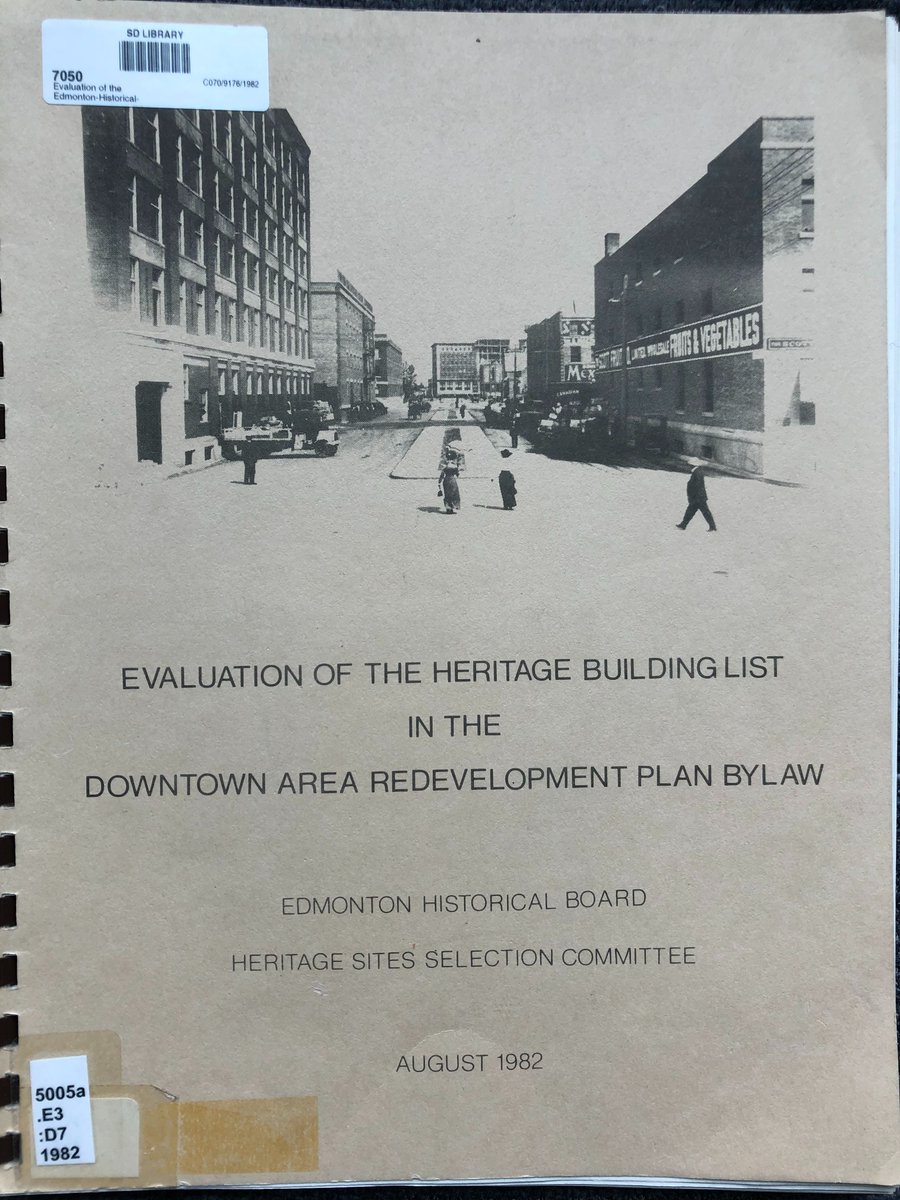 SD LIBRARY
7050
C070/9176/1982
Evaluation of the
Edmonton-Historical-
LIMITED. WHOLESALE FRUITS & VEGETABLES
EVALUATION OF THE HERITAGE BUILDING LIST
IN THE
DOWNTOWN AREA REDEVELOPMENT PLAN BYLAW
EDMONTON HISTORICAL BOARD
HERITAGE SITES SELECTION COMMITTEE
AUGUST 1982
5005a
.E3
:D7
1982